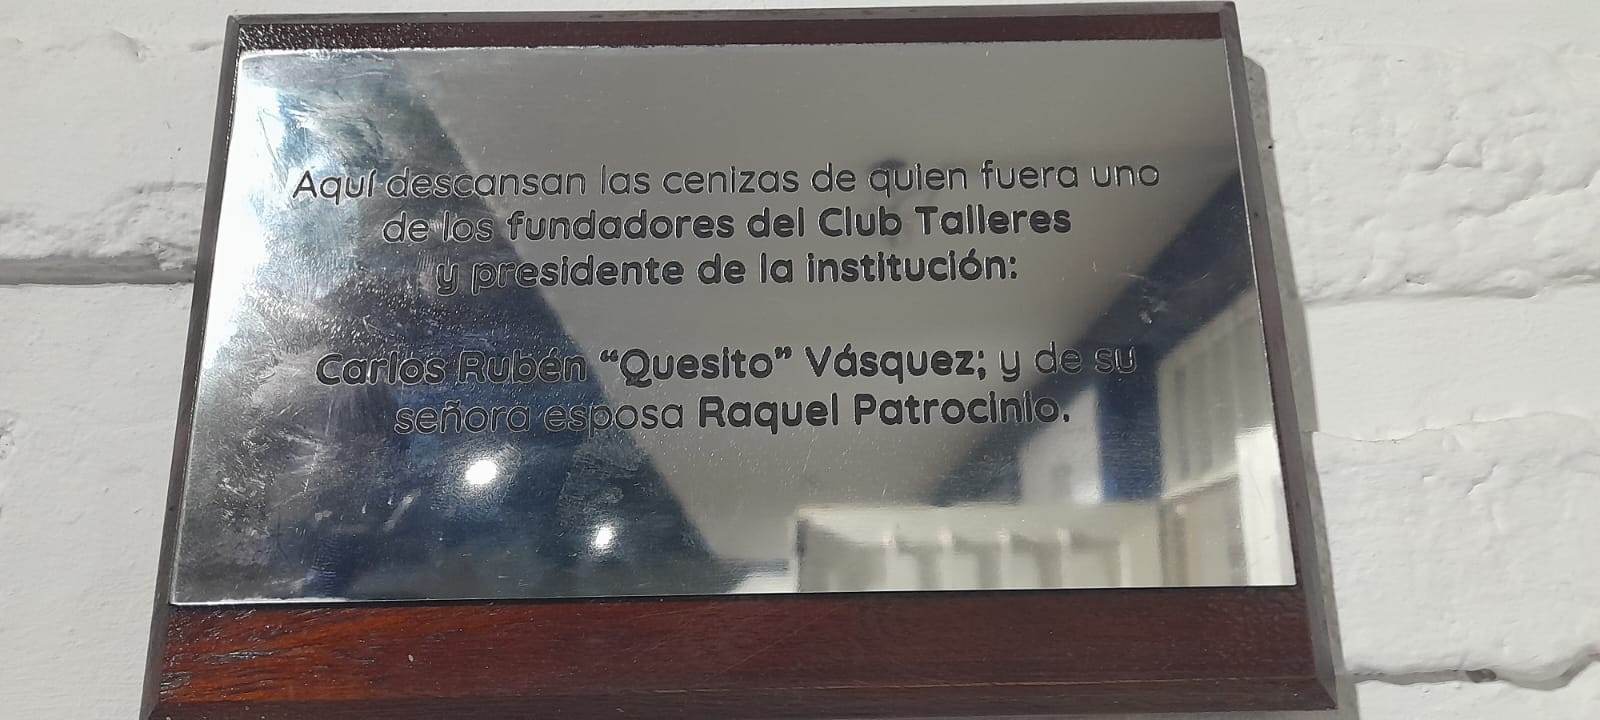 Aquí descansan las cenizas de quien fuera uno
de los fundadores del Club Talleres
y presidente de la institución:
Carlos Rubén “Quesito” Vásquez; y de su
señora esposa Raquel Patrocinio.